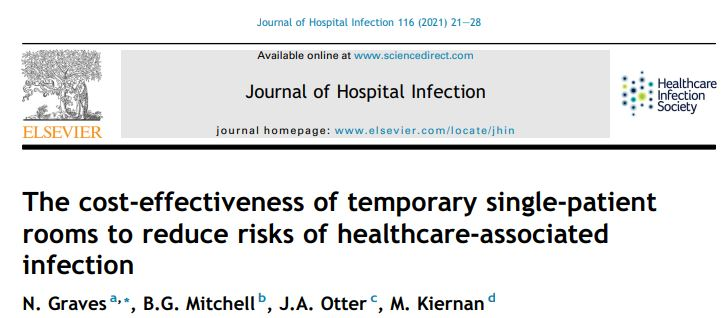 Journal of Hospital Infection 116 (2021) 21–28
Available online at www.sciencedirect.com
Journal of Hospital Infection
journal homepage: www.elsevier.com/locate/jhin
ELSEVIER
Healthcare
Infection
Society
The cost-effectiveness of temporary single-patient
rooms to reduce risks of healthcare-associated
infection
N. Graves a,*, B.G. Mitchell b, J.A. Otter c, M. Kiernan d